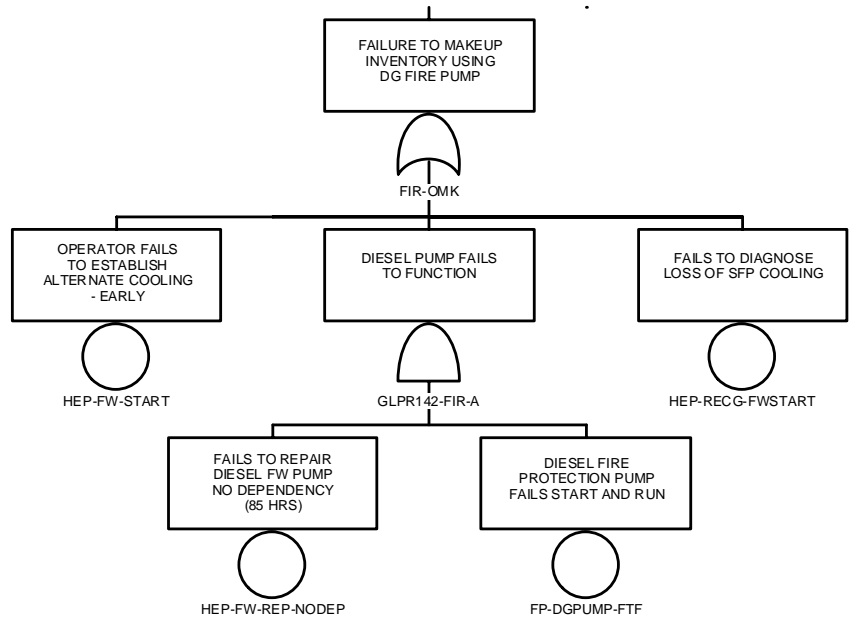 FAILURE TO MAKEUP
INVENTORY USING
DG FIRE PUMP
FIR-OMK
OPERATOR FAILS
TO ESTABLISH
ALTERNATE COOLING
- EARLY
HEP-FW-START
DIESEL PUMP FAILS
TO FUNCTION
GLPR142-FIR-A
FAILS TO DIAGNOSE
LOSS OF SFP COOLING
HEP-RECG-FWSTART
FAILS TO REPAIR
DIESEL FW PUMP
NO DEPENDENCY
(85 HRS)
HEP-FW-REP-NODEP
DIESEL FIRE
PROTECTION PUMP
FAILS START AND RUN
FP-DGPUMP-FTF